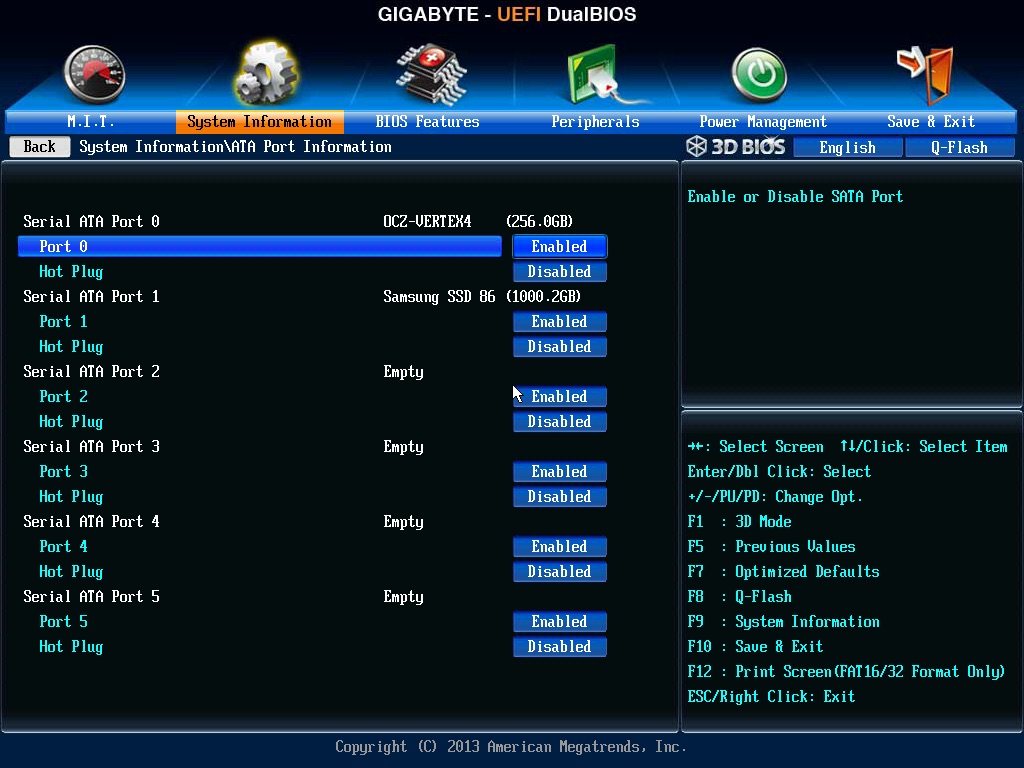 GIGABYTE - UEFI DualBIOS
M.I.T. System Information BIOS Features Peripherals Power Management Save & Exit
Back System Information\ATA Port Information 3D BIOS English Q-Flash
Enable or Disable SATA Port
Serial ATA Port 0 OCZ-VERTEX4 (256.0GB)
Port 0 Enabled
Hot Plug Disabled
Serial ATA Port 1 Samsung SSD 86 (1000.2GB)
Port 1 Enabled
Hot Plug Disabled
Serial ATA Port 2 Empty
Port 2 Enabled
Hot Plug Disabled
Serial ATA Port 3 Empty
Port 3 Enabled
Hot Plug Disabled
Serial ATA Port 4 Empty
Port 4 Enabled
Hot Plug Disabled
Serial ATA Port 5 Empty
Port 5 Enabled
Hot Plug Disabled
→←: Select Screen ↑↓/Click: Select Item
Enter/Dbl Click: Select
+/-/PU/PD: Change Opt.
F1 : 3D Mode
F5 : Previous Values
F7 : Optimized Defaults
F8 : Q-Flash
F9 : System Information
F10 : Save & Exit
F12 : Print Screen(FAT16/32 Format Only)
ESC/Right Click: Exit
Copyright (C) 2013 American Megatrends, Inc.